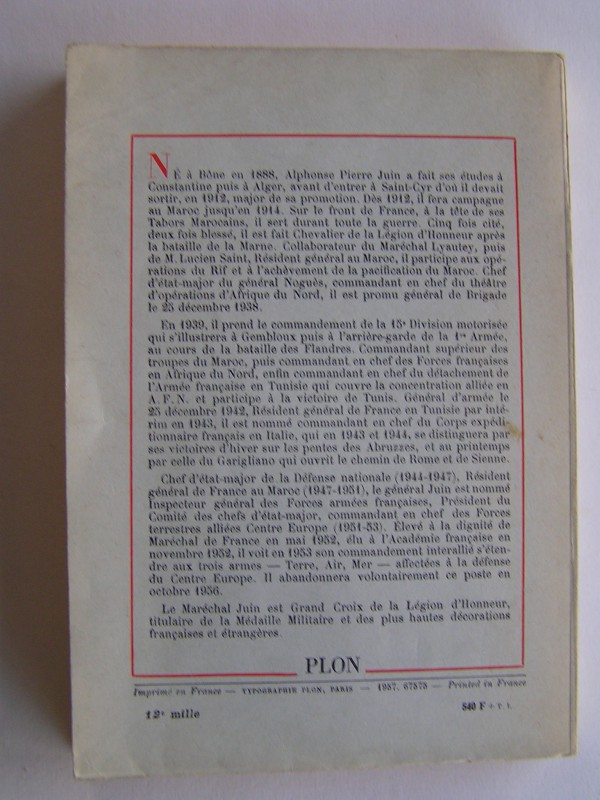 NÉ à Bône en 1888, Alphonse Pierre Juin a fait ses études à
Constantine puis à Alger, avant d'entrer à Saint-Cyr d'où il devait
sortir, en 1912, major de sa promotion. Dès 1912, il fera campagne
au Maroc jusqu'en 1914. Sur le front de France, à la tête de ses
Tabors Marocains, il sert durant toute la guerre. Cinq fois cité,
deux fois blessé, il est fait Chevalier de la Légion d'Honneur après
la bataille de la Marne. Collaborateur du Maréchal Lyautey, puis
de M. Lucien Saint, Résident général au Maroc, il participe aux opé-
rations du Rif et à l'achèvement de la pacification du Maroc. Chef
d'état-major du général Noguès, commandant en chef du théâtre
d'opérations d'Afrique du Nord, il est promu général de Brigade
le 25 décembre 1938.
En 1939, il prend le commandement de la 15e Division motorisée
qui s'illustrera à Gembloux puis à l'arrière-garde de la 1re Armée,
au cours de la bataille des Flandres. Commandant supérieur des
troupes du Maroc, puis commandant en chef des Forces françaises
en Afrique du Nord, enfin commandant en chef du détachement de
l'Armée française en Tunisie qui couvre la concentration alliée en
A. F. N. et participe à la victoire de Tunis. Général d'armée le
25 décembre 1942, Résident général de France en Tunisie par inté-
rim en 1943, il est nommé commandant en chef du Corps expédi-
tionnaire français en Italie, qui en 1943 et 1944, se distinguera par
ses victoires d'hiver sur les pentes des Abruzzes, et au printemps
par celle du Garigliano qui ouvrit le chemin de Rome et de Sienne.
Chef d'état-major de la Défense nationale (1944-1947), Résident
général de France au Maroc (1947-1951), le général Juin est nommé
Inspecteur général des Forces armées françaises, Président du
Comité des chefs d'état-major, commandant en chef des Forces
terrestres alliées Centre Europe (1951-53). Élevé à la dignité de
Maréchal de France en mai 1952, élu à l'Académie française en
novembre 1952, il voit en 1953 son commandement interallié s'éten-
dre aux trois armes — Terre, Air, Mer — affectées à la défense
du Centre Europe. Il abandonnera volontairement ce poste en
octobre 1956.
Le Maréchal Juin est Grand Croix de la Légion d'Honneur,
titulaire de la Médaille Militaire et des plus hautes décorations
françaises et étrangères.
PLON
Imprimé en France — TYPOGRAPHIE PLON, PARIS — 1957. 67575 — Printed in France
12e mille
540 F + T. L.